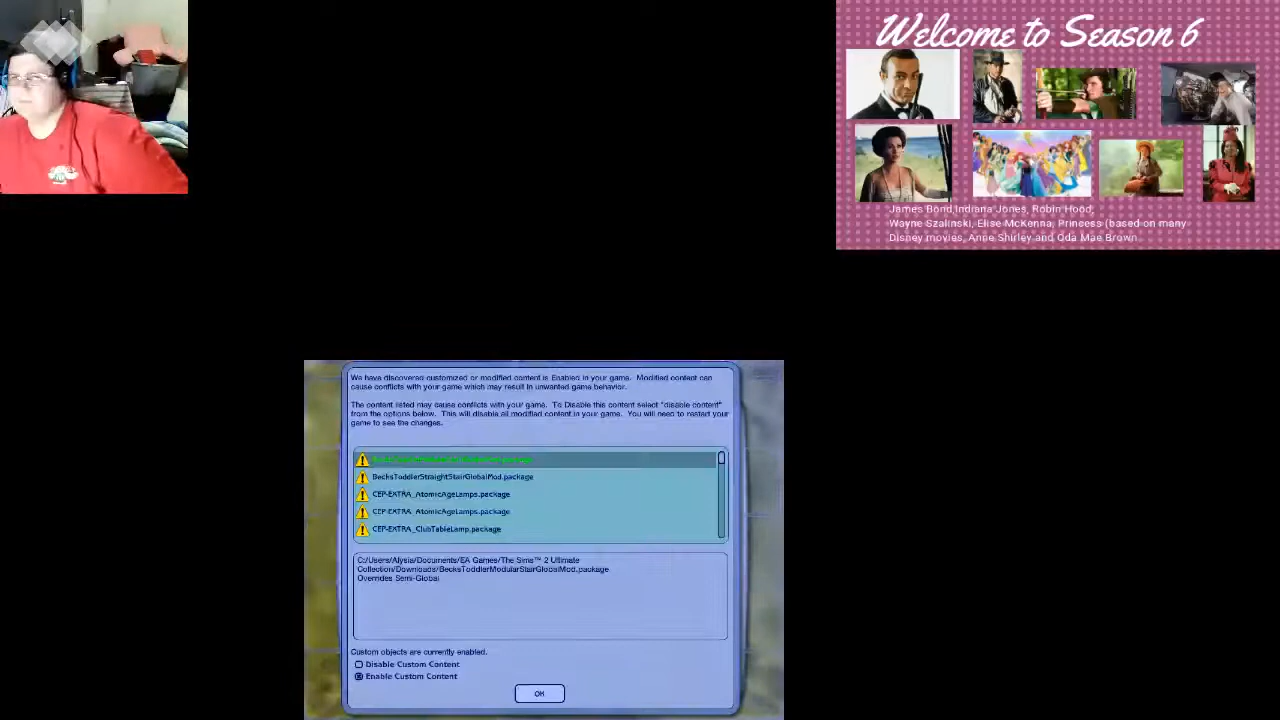 Welcome to Season 6
James Bond,Indiana Jones, Robin Hood,
Wayne Szalinski, Elise McKenna, Princess (based on many
Disney movies, Anne Shirley and Oda Mae Brown
We have discovered customized or modified content is Enabled in your game. Modified content can
cause conflicts with your game which may result in unwanted game behavior.
The content listed may cause conflicts with your game. To Disable this content select "disable content"
from the options below. This will disable all modified content in your game. You will need to restart your
game to see the changes.
BecksToddlerStraightStairGlobalMod.package
CEP-EXTRA_AtomicAgeLamps.package
CEP-EXTRA_AtomicAgeLamps.package
CEP-EXTRA_ClubTableLamp.package
C:/Users/Alysia/Documents/EA Games/The Sims™ 2 Ultimate
Collection/Downloads/BecksToddlerModularStairGlobalMod.package
Overrides Semi-Global
Custom objects are currently enabled.
Disable Custom Content
Enable Custom Content
OK